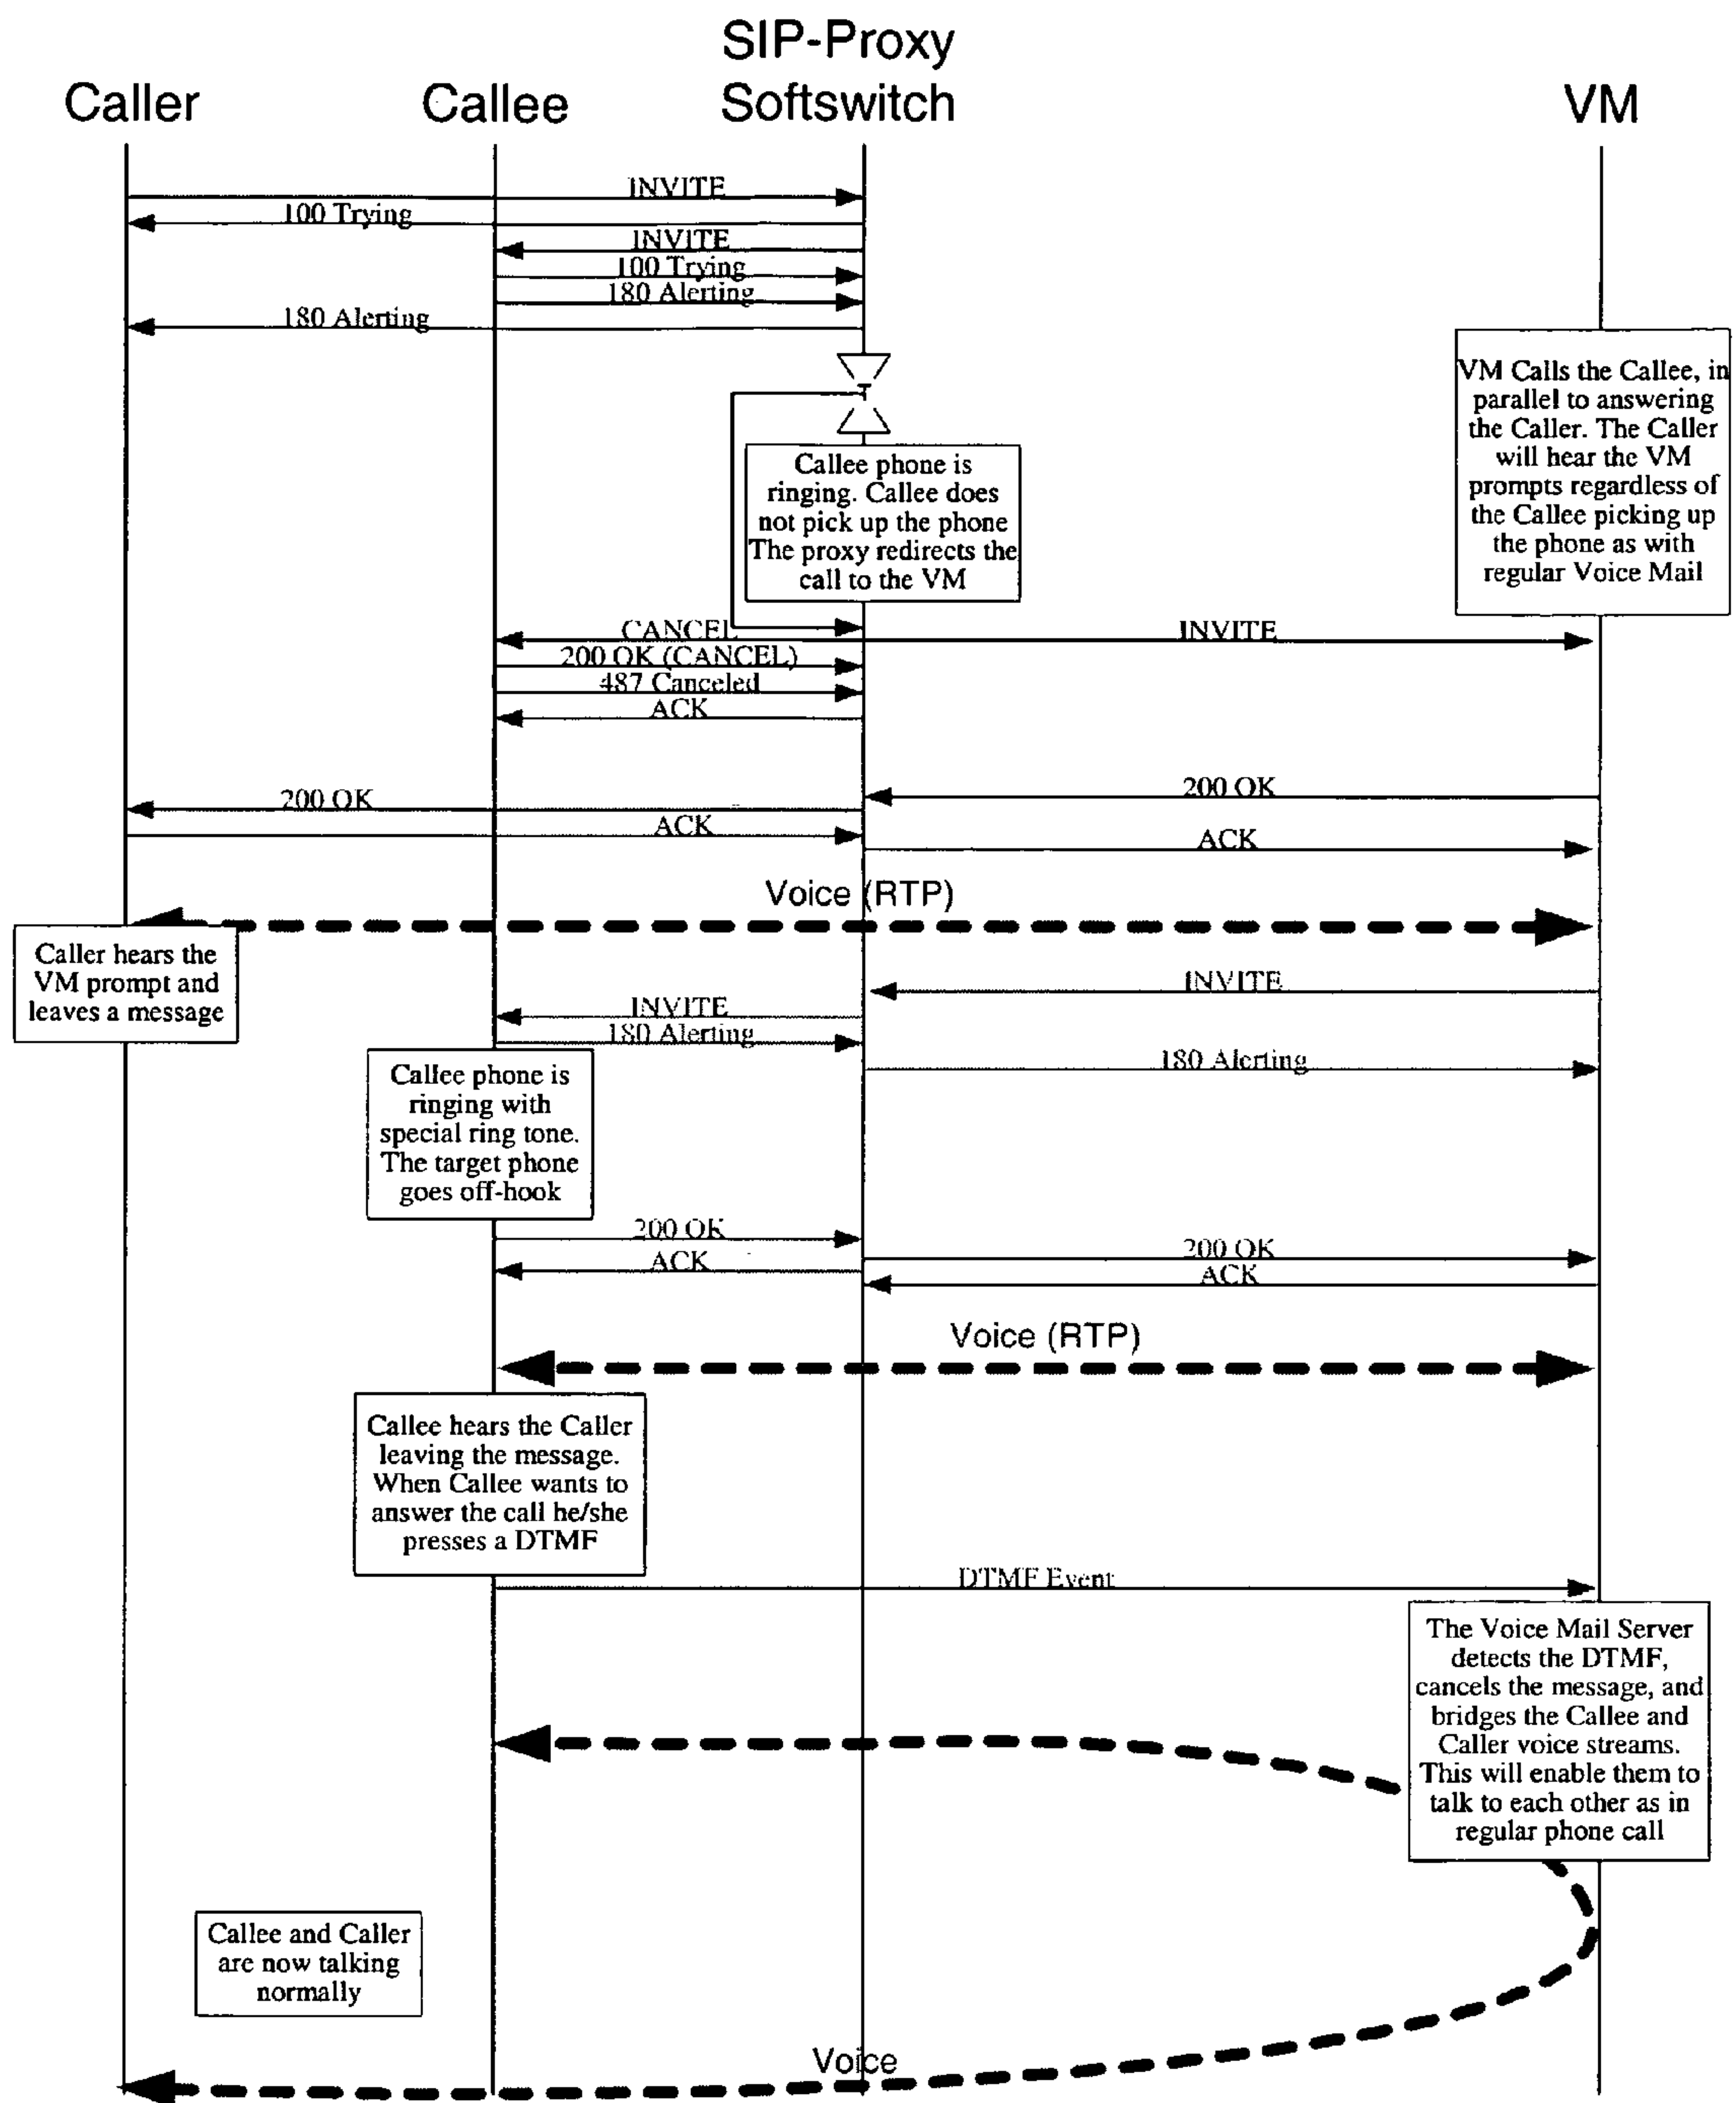 SIP-Proxy
Caller
Callee
Softswitch
VM
INVITE
100 Trying
INVITE
100 Trying
180 Alerting
180 Alerting
VM Calls the Callee, in
parallel to answering
the Caller. The Caller
will hear the VM
prompts regardless of
the Callee picking up
the phone as with
regular Voice Mail
T
Callee phone is
ringing. Callee does
not pick up the phone
The proxy redirects the
call to the VM
CANCEL
INVITE
200 OK (CANCEL)
487 Canceled
ACK
200 OK
200 OK
ACK
ACK
Voice (RTP)
Caller hears the
VM prompt and
leaves a message
INVITE
INVITE
180 Alerting
180 Alerting
Callee phone is
ringing with
special ring tone.
The target phone
goes off-hook
200 OK
200 OK
ACK
ACK
Voice (RTP)
Callee hears the Caller
leaving the message.
When Callee wants to
answer the call he/she
presses a DTMF
DTMF Event
The Voice Mail Server
detects the DTMF,
cancels the message, and
bridges the Callee and
Caller voice streams.
This will enable them to
talk to each other as in
regular phone call
Callee and Caller
are now talking
normally
Voice